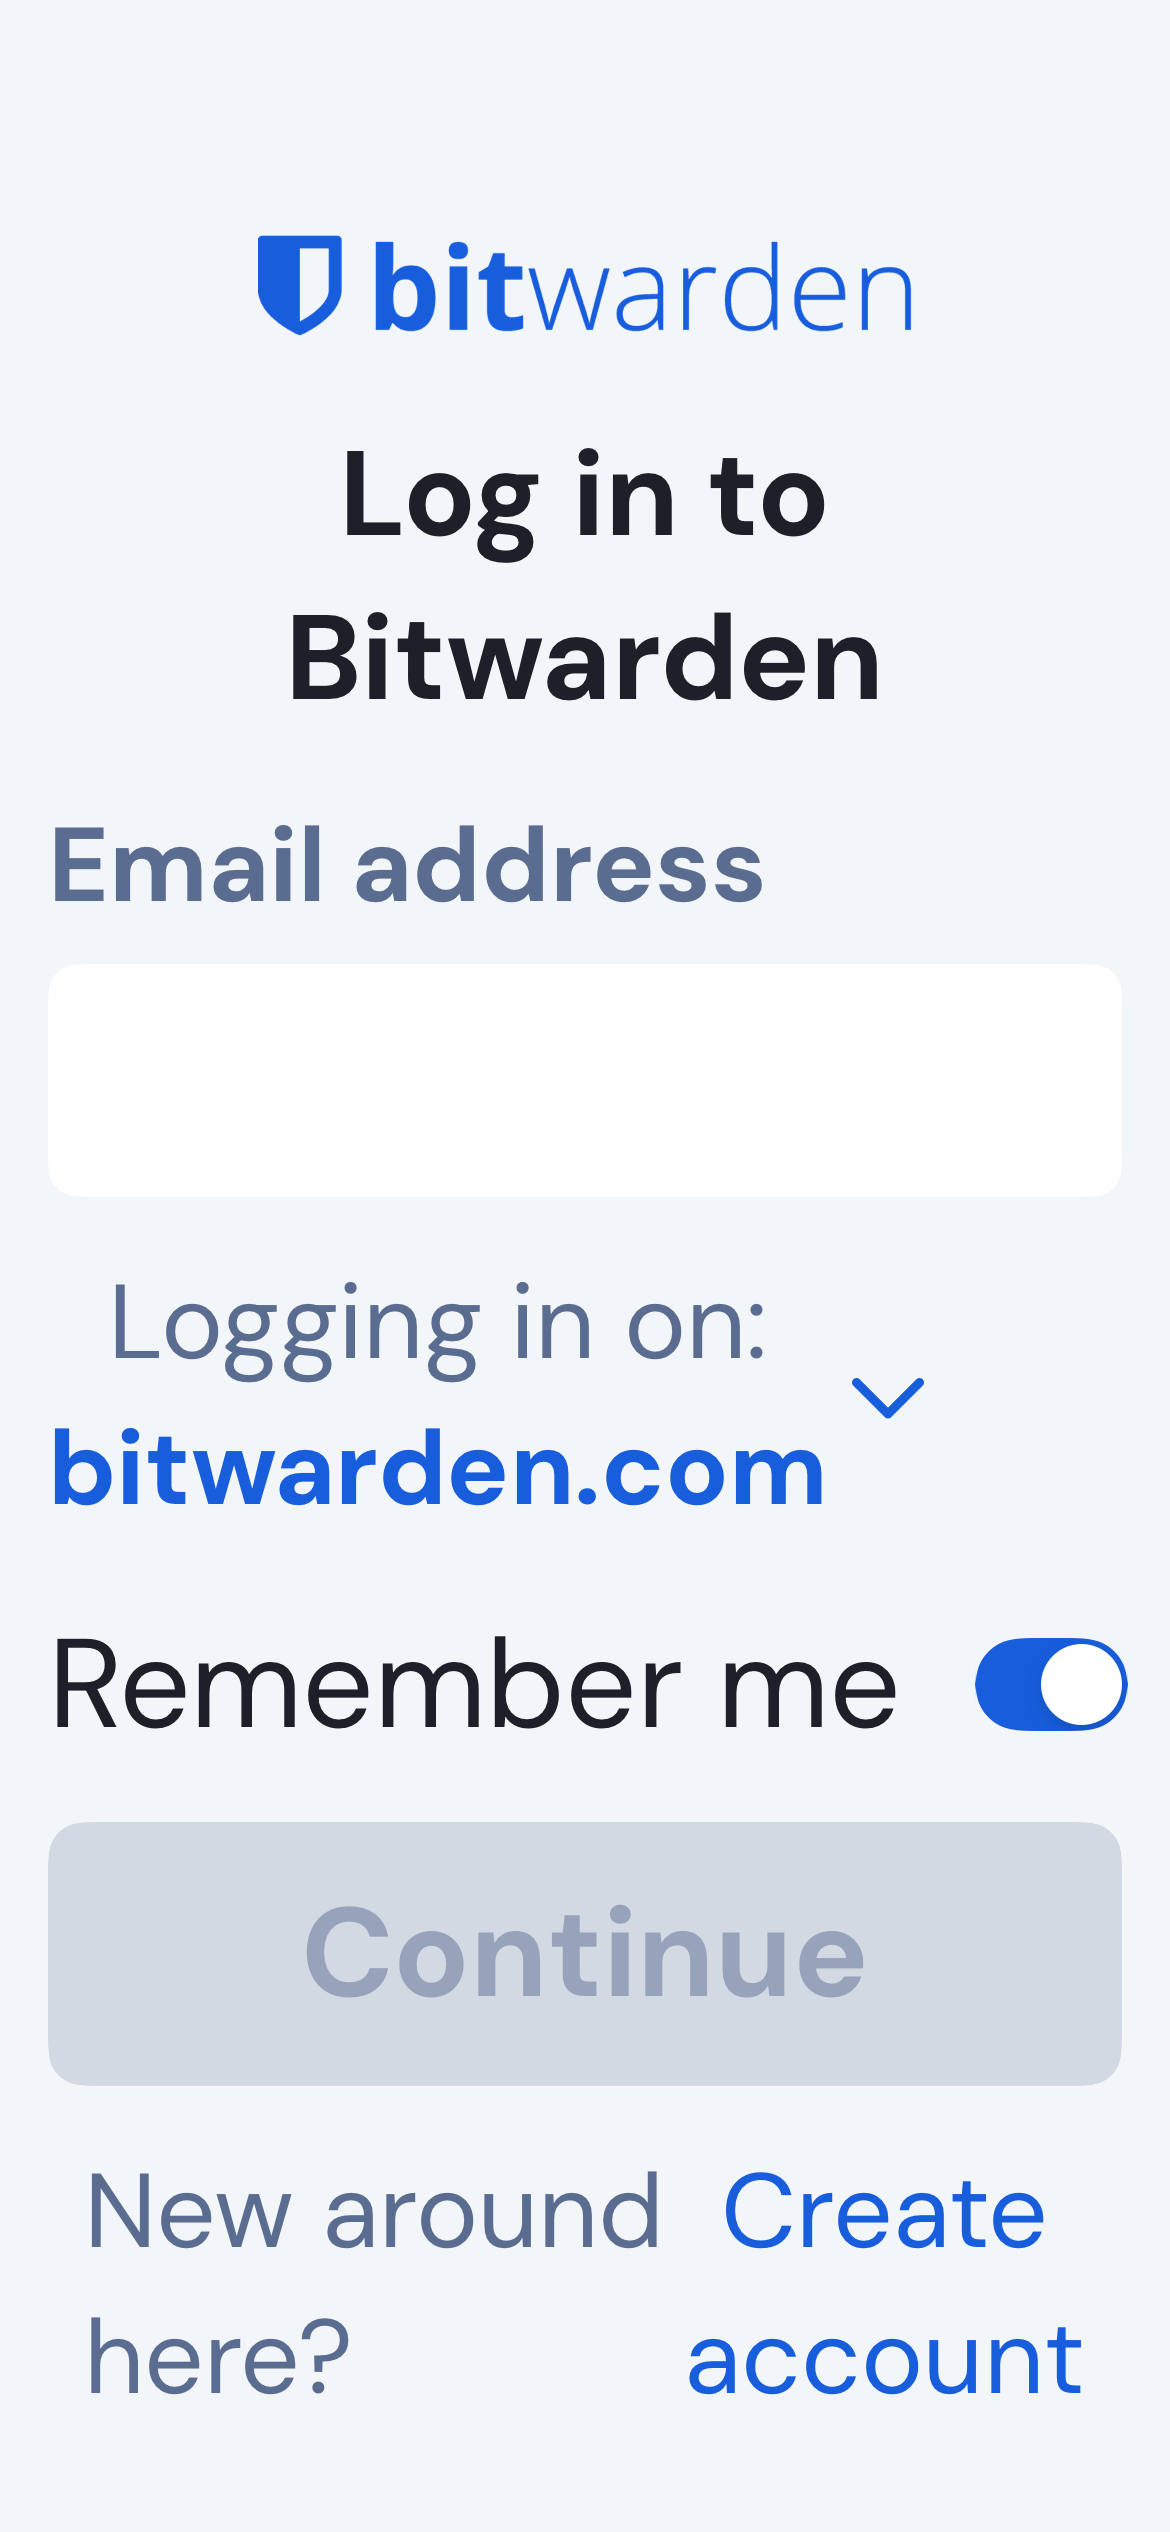 bitwarden
Log in to
Bitwarden
Email address
Logging in on:
bitwarden.com
Remember me
Continue
New around
here?
Create
account